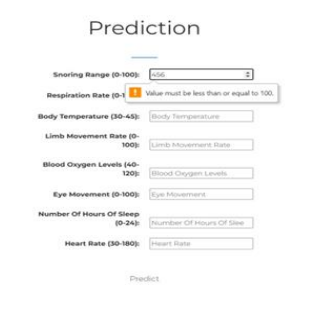 Prediction
Snoring Range (0-100): 456
Value must be less than or equal to 100.
Respiration Rate (0-1
Body Temperature (30-45): Body Temperature
Limb Movement Rate (0-
100): Limb Movement Rate
Blood Oxygen Levels (40-
120): Blood Oxygen Levels
Eye Movement (0-100): Eye Movement
Number Of Hours Of Sleep
(0-24): Number Of Hours Of Slee
Heart Rate (30-180): Heart Rate
Predict